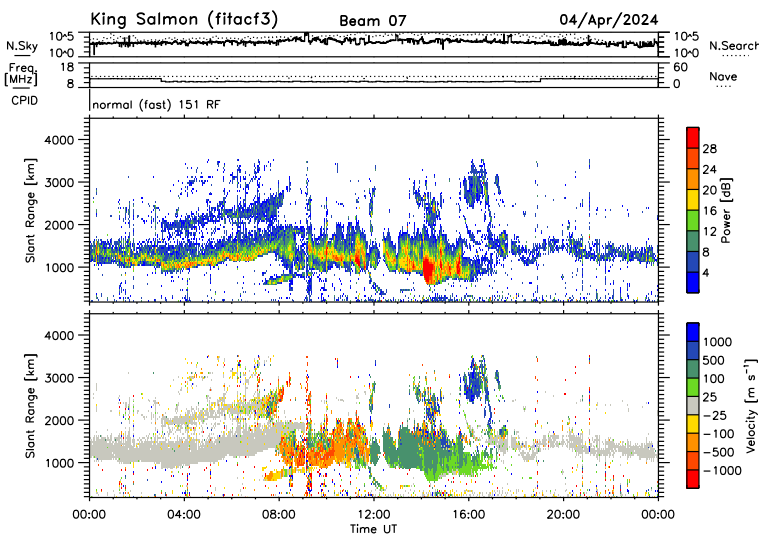 King Salmon (fitacf3) Beam 07 04/Apr/2024
N.Sky 10^5 10^0 10^5 10^0 N.Search
Freq. [MHz] 18 8 60 0 Nave
CPID normal (fast) 151 RF
Slant Range [km] 4000 3000 2000 1000
Power [dB] 28 24 20 16 12 8 4
Slant Range [km] 4000 3000 2000 1000
Velocity [m s⁻¹] 1000 500 100 25 −25 −100 −500 −1000
00:00 04:00 08:00 12:00 16:00 20:00 00:00
Time UT